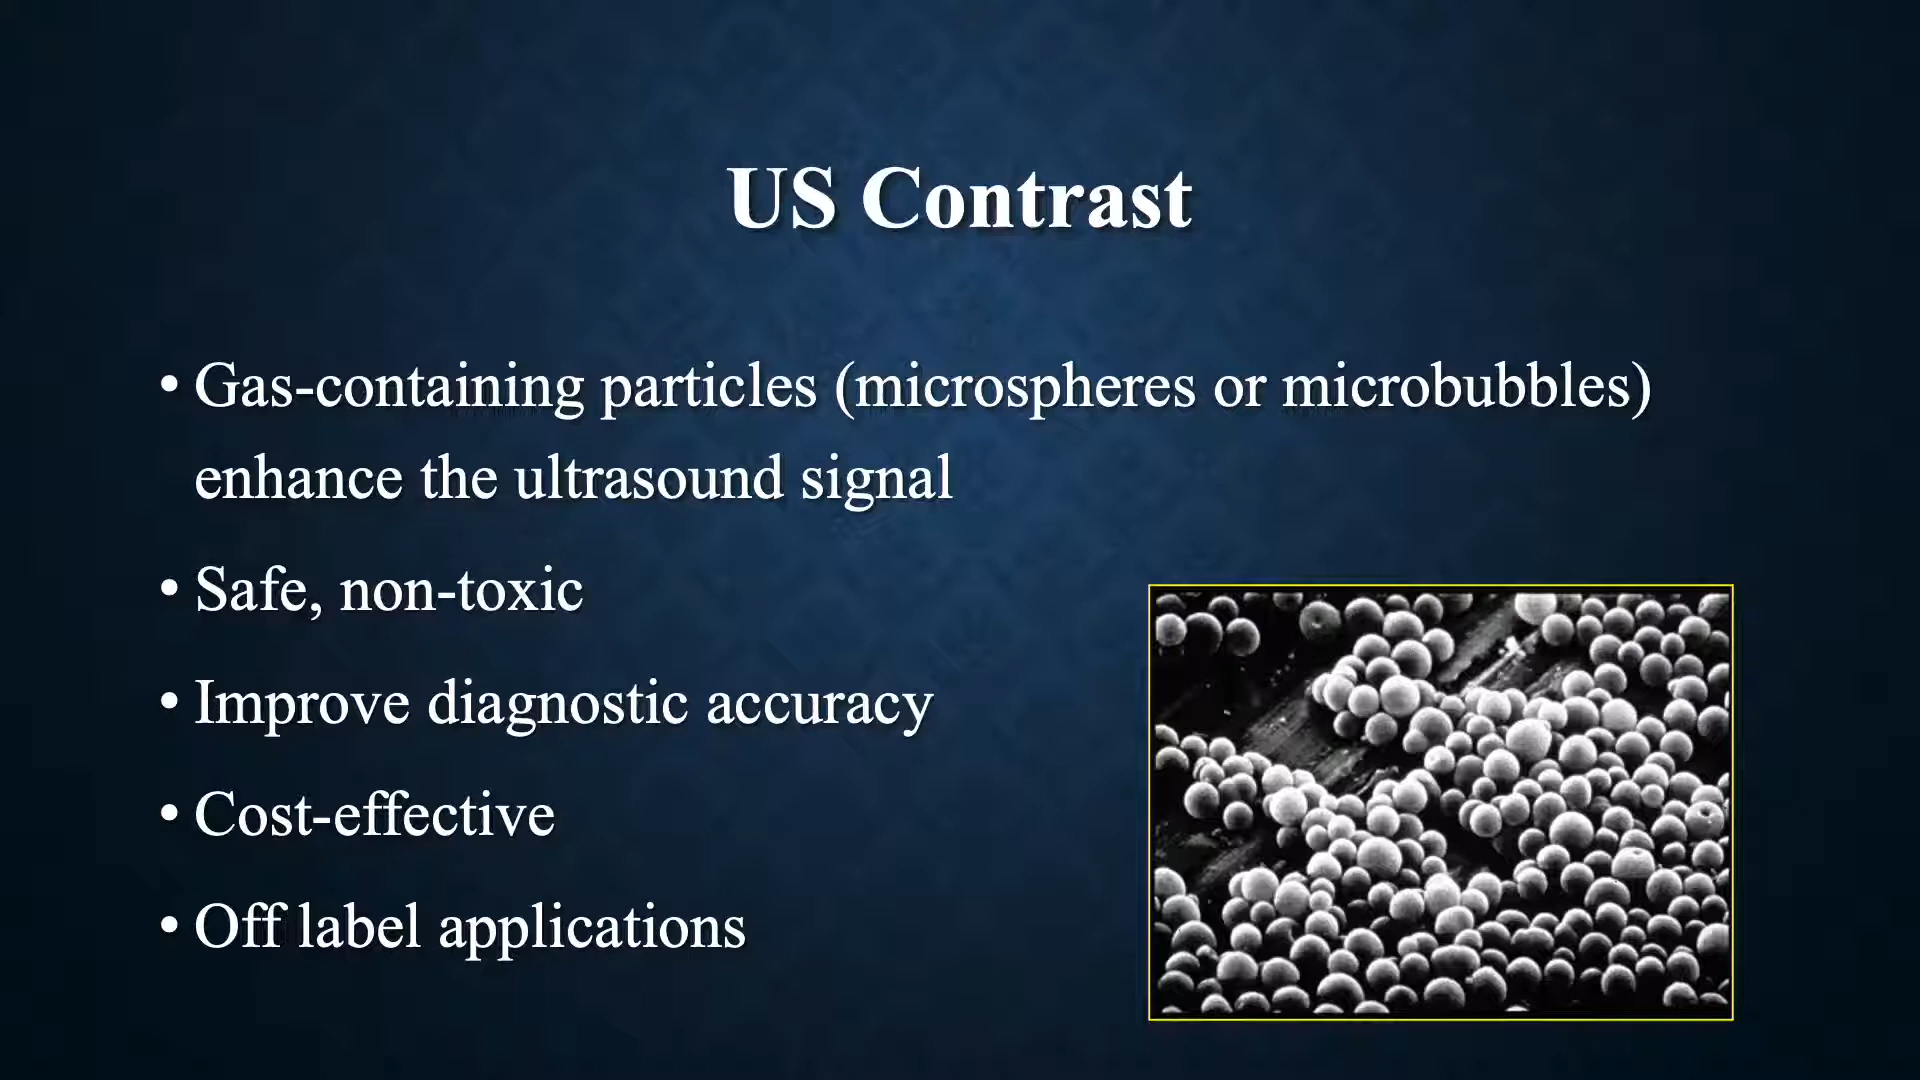 US Contrast
• Gas-containing particles (microspheres or microbubbles)
enhance the ultrasound signal
• Safe, non-toxic
• Improve diagnostic accuracy
• Cost-effective
• Off label applications